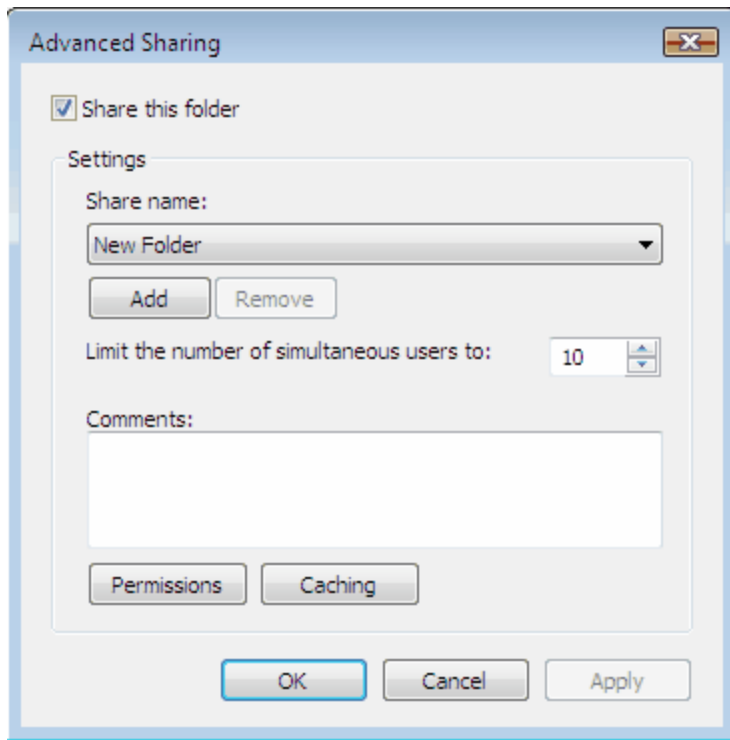 Advanced Sharing
Share this folder
Settings
Share name:
New Folder
Add Remove
Limit the number of simultaneous users to: 10
Comments:
Permissions Caching
OK Cancel Apply